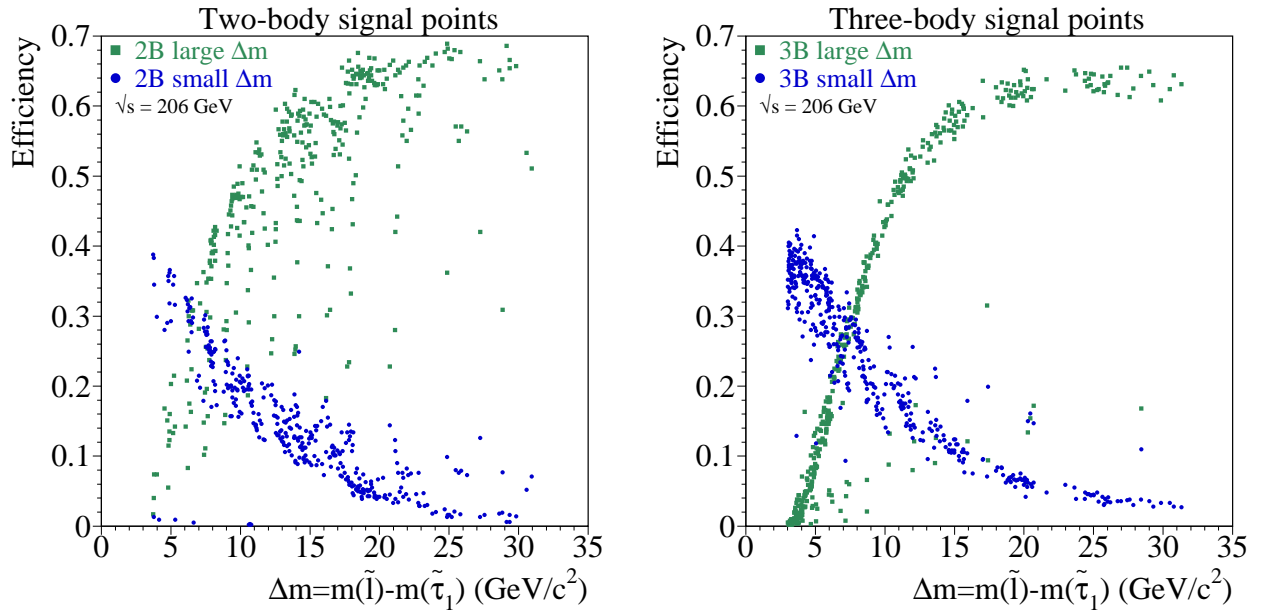 Two-body signal points
Efficiency
0.7
0.6
0.5
0.4
0.3
0.2
0.1
0
2B large Δm
2B small Δm
√s = 206 GeV
0 5 10 15 20 25 30 35
Δm=m(l̃)-m(τ̃₁) (GeV/c²)
Three-body signal points
Efficiency
0.7
0.6
0.5
0.4
0.3
0.2
0.1
0
3B large Δm
3B small Δm
√s = 206 GeV
0 5 10 15 20 25 30 35
Δm=m(l̃)-m(τ̃₁) (GeV/c²)